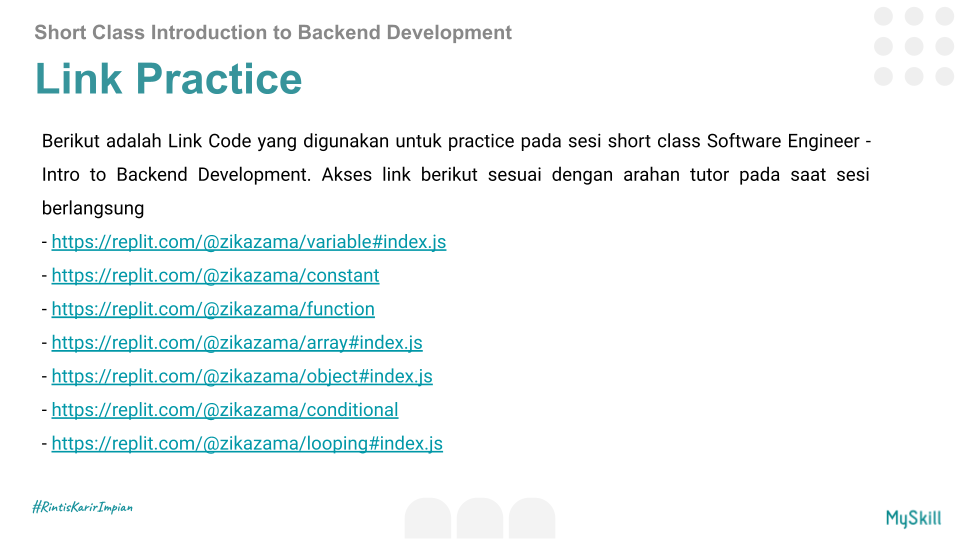 Short Class Introduction to Backend Development
Link Practice
Berikut adalah Link Code yang digunakan untuk practice pada sesi short class Software Engineer -
Intro to Backend Development. Akses link berikut sesuai dengan arahan tutor pada saat sesi
berlangsung
- https://replit.com/@zikazama/variable#index.js
- https://replit.com/@zikazama/constant
- https://replit.com/@zikazama/function
- https://replit.com/@zikazama/array#index.js
- https://replit.com/@zikazama/object#index.js
- https://replit.com/@zikazama/conditional
- https://replit.com/@zikazama/looping#index.js
#RintisKarirImpian
MySkill